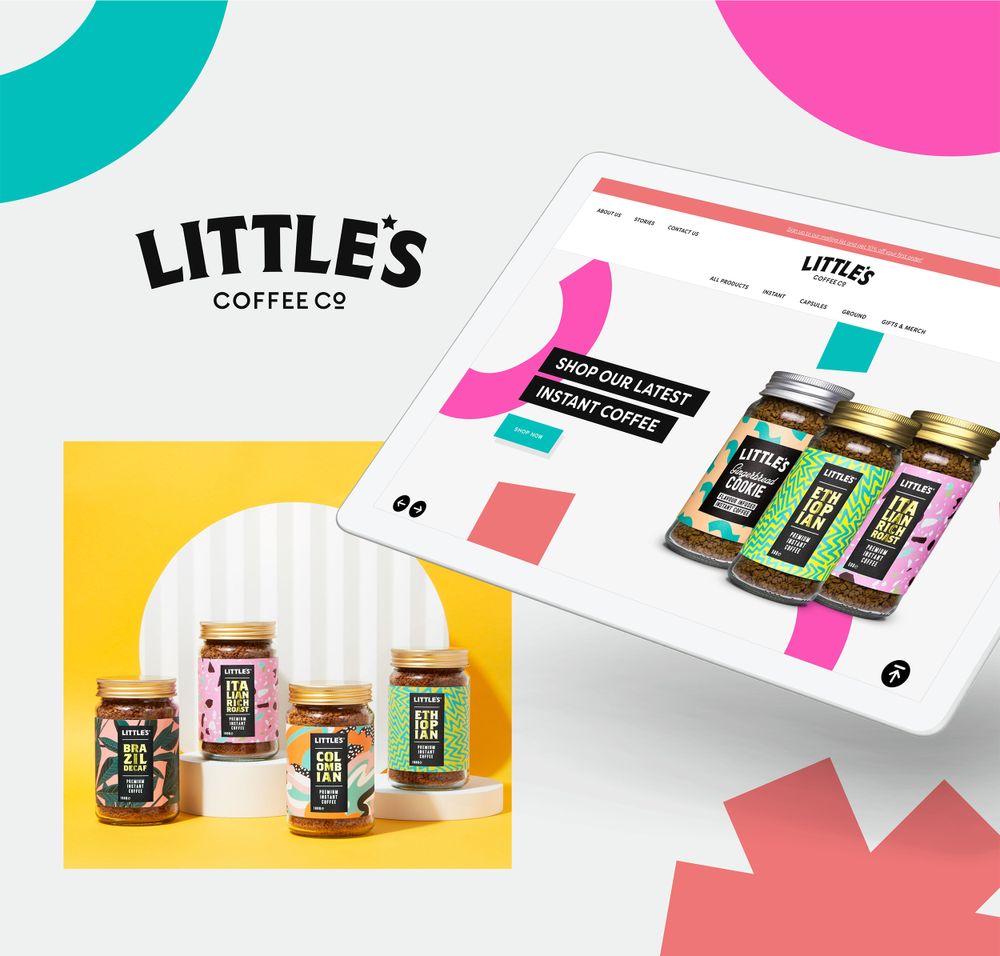 LITTLE'S
COFFEE CO
ABOUT US
STORIES
CONTACT US
Sign up to our mailing list and get 10% off your first order!
LITTLE'S
COFFEE CO
ALL PRODUCTS
INSTANT
CAPSULES
GROUND
GIFTS & MERCH
SHOP OUR LATEST
INSTANT COFFEE
SHOP NOW
LITTLE'S
Gingerbread
COOKIE
FLAVOUR INFUSED
INSTANT COFFEE
LITTLE'S
ETH
IOP
IAN
PREMIUM
INSTANT
COFFEE
LITTLE'S
ITA
LIAN
RICH
ROAST
PREMIUM
INSTANT
COFFEE
LITTLE'S
BRA
ZIL
DECAF
PREMIUM
INSTANT
COFFEE
LITTLE'S
ITA
LIAN
RICH
ROAST
PREMIUM
INSTANT
COFFEE
LITTLE'S
COL
OMB
IAN
PREMIUM
INSTANT
COFFEE
LITTLE'S
ETH
IOP
IAN
PREMIUM
INSTANT
COFFEE